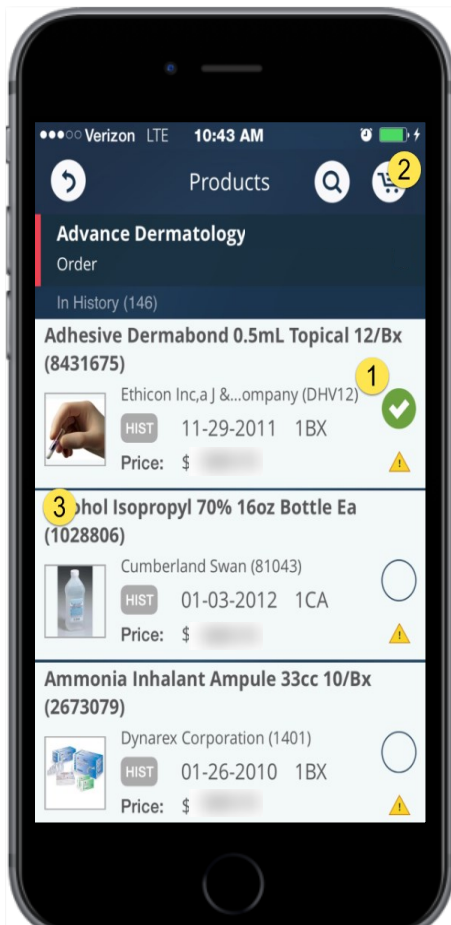 Verizon LTE 10:43 AM
Products
2
Advance Dermatology
Order
In History (146)
Adhesive Dermabond 0.5mL Topical 12/Bx
(8431675)
1
Ethicon Inc,a J &...ompany (DHV12)
HIST 11-29-2011 1BX
Price: $
3 ohol Isopropyl 70% 16oz Bottle Ea
(1028806)
Cumberland Swan (81043)
HIST 01-03-2012 1CA
Price: $
Ammonia Inhalant Ampule 33cc 10/Bx
(2673079)
Dynarex Corporation (1401)
HIST 01-26-2010 1BX
Price: $